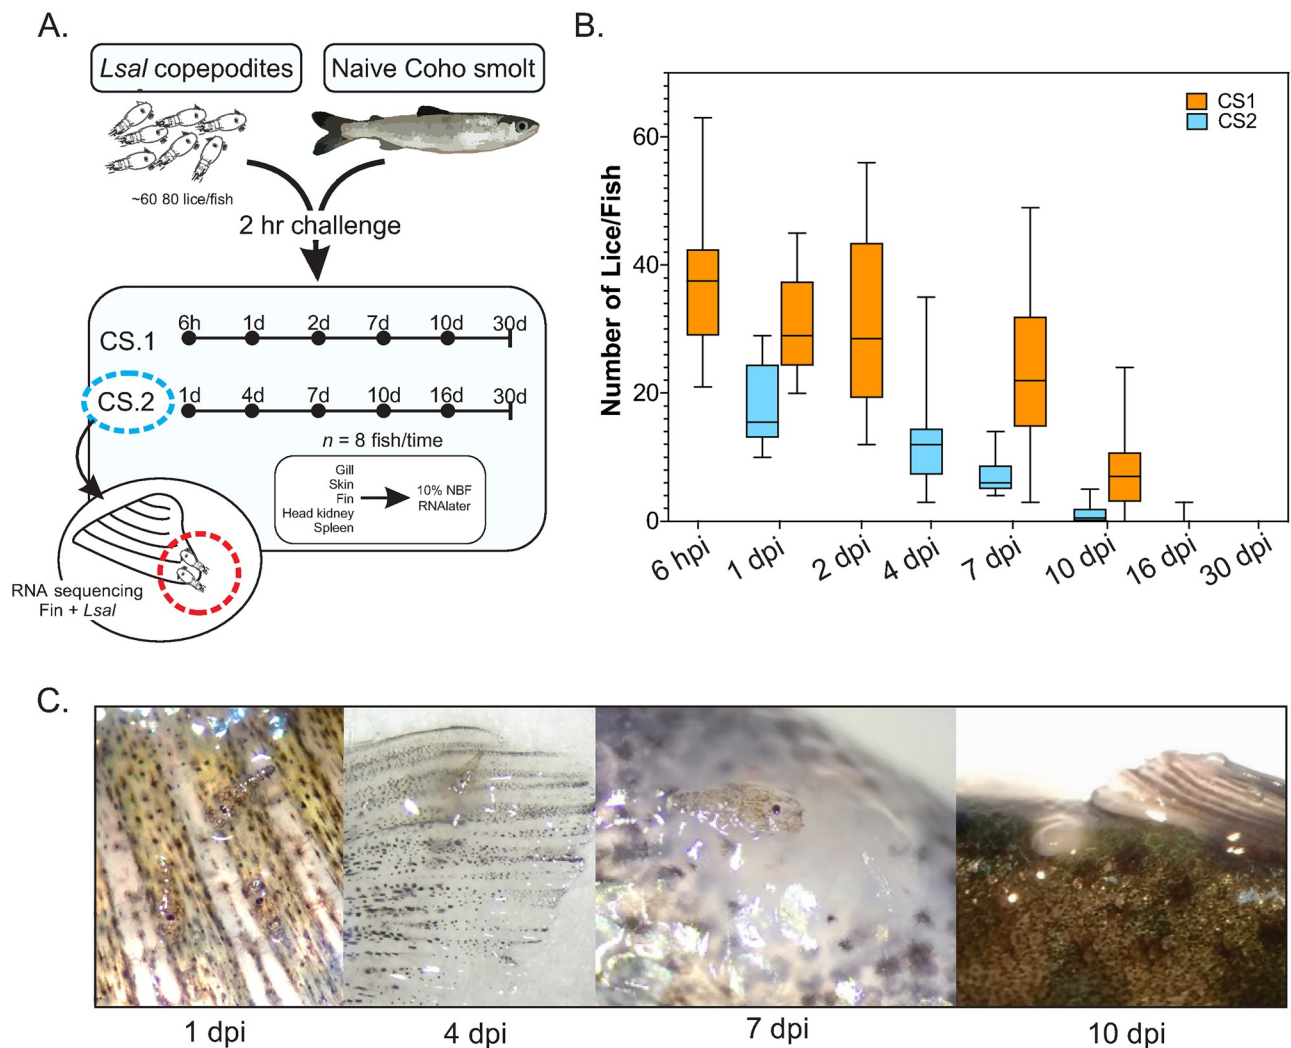 A.
Lsal copepodites
Naive Coho smolt
~60 80 lice/fish
2 hr challenge
CS.1
6h 1d 2d 7d 10d 30d
CS.2
1d 4d 7d 10d 16d 30d
n = 8 fish/time
Gill
Skin
Fin
Head kidney
Spleen
10% NBF
RNAlater
RNA sequencing
Fin + Lsal
B.
CS1
CS2
Number of Lice/Fish
60
40
20
0
6 hpi 1 dpi 2 dpi 4 dpi 7 dpi 10 dpi 16 dpi 30 dpi
C.
1 dpi 4 dpi 7 dpi 10 dpi